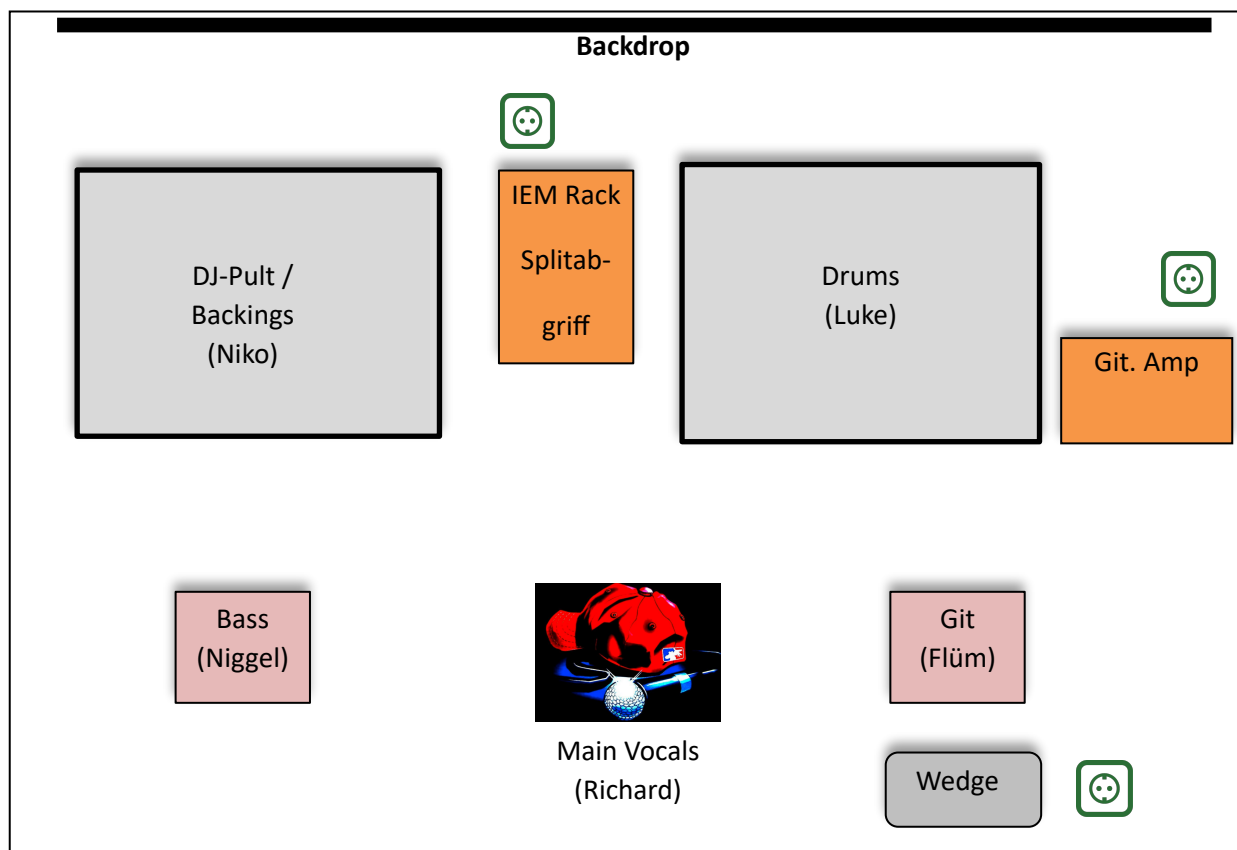 Backdrop
DJ-Pult /
Backings
(Niko)
IEM Rack
Splitab-
griff
Drums
(Luke)
Git. Amp
Bass
(Niggel)
Main Vocals
(Richard)
Git
(Flüm)
Wedge